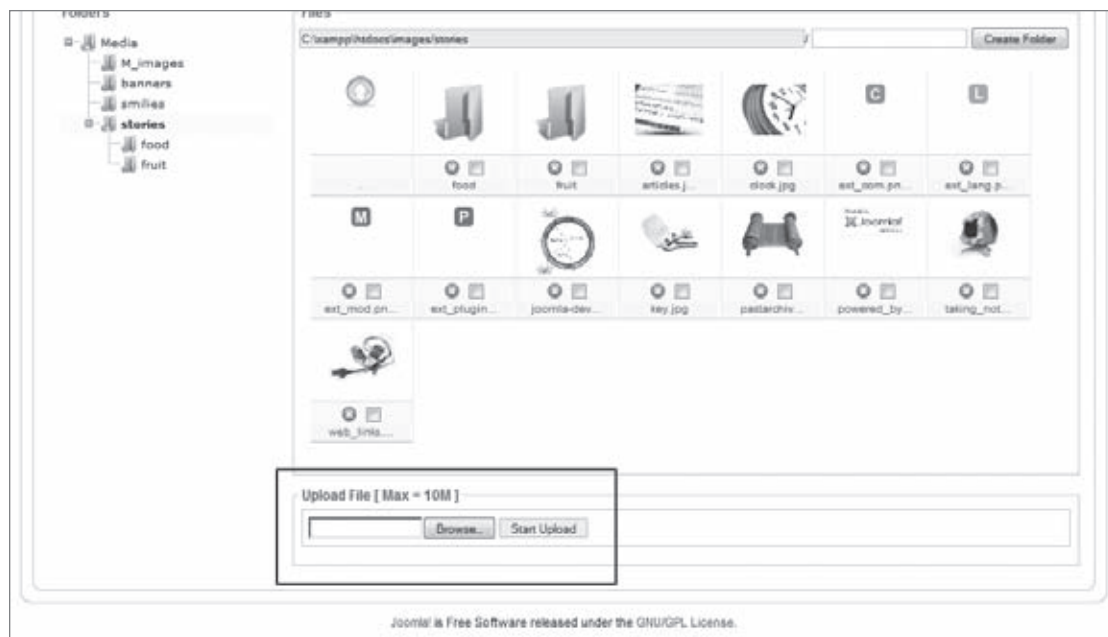 Folders
Files
Media
M_images
banners
smilies
stories
food
fruit
C:\xampp\htdocs\images/stories
/
Create Folder
C
L
food
fruit
articles.j...
clock.jpg
ext_com.pn...
ext_lang.p...
M
P
Joomla!
ext_mod.pn...
ext_plugin...
joomla-dev...
key.jpg
pastarchiv...
powered_by...
taking_not...
web_links....
Upload File [ Max = 10M ]
Browse...
Start Upload
Joomla! is Free Software released under the GNU/GPL License.